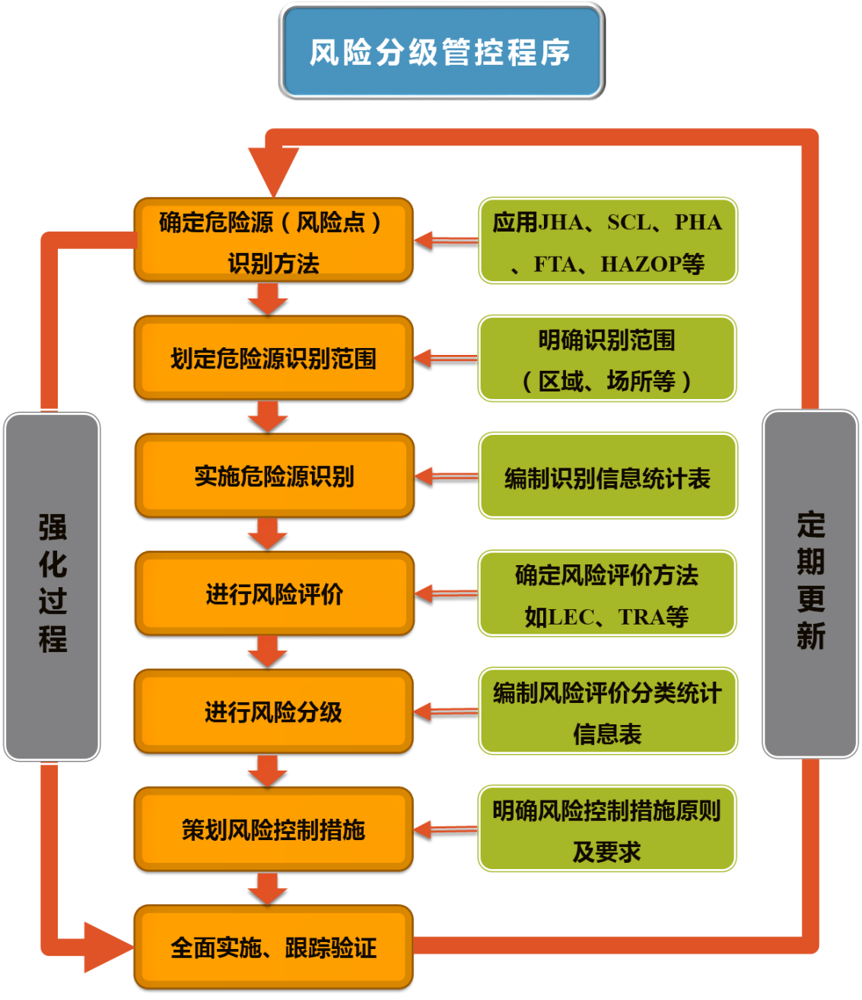 风险分级管控程序
确定危险源（风险点）
识别方法
应用JHA、SCL、PHA
、FTA、HAZOP等
划定危险源识别范围
明确识别范围
（区域、场所等）
实施危险源识别
编制识别信息统计表
进行风险评价
确定风险评价方法
如LEC、TRA等
进行风险分级
编制风险评价分类统计
信息表
策划风险控制措施
明确风险控制措施原则
及要求
全面实施、跟踪验证
强化过程
定期更新